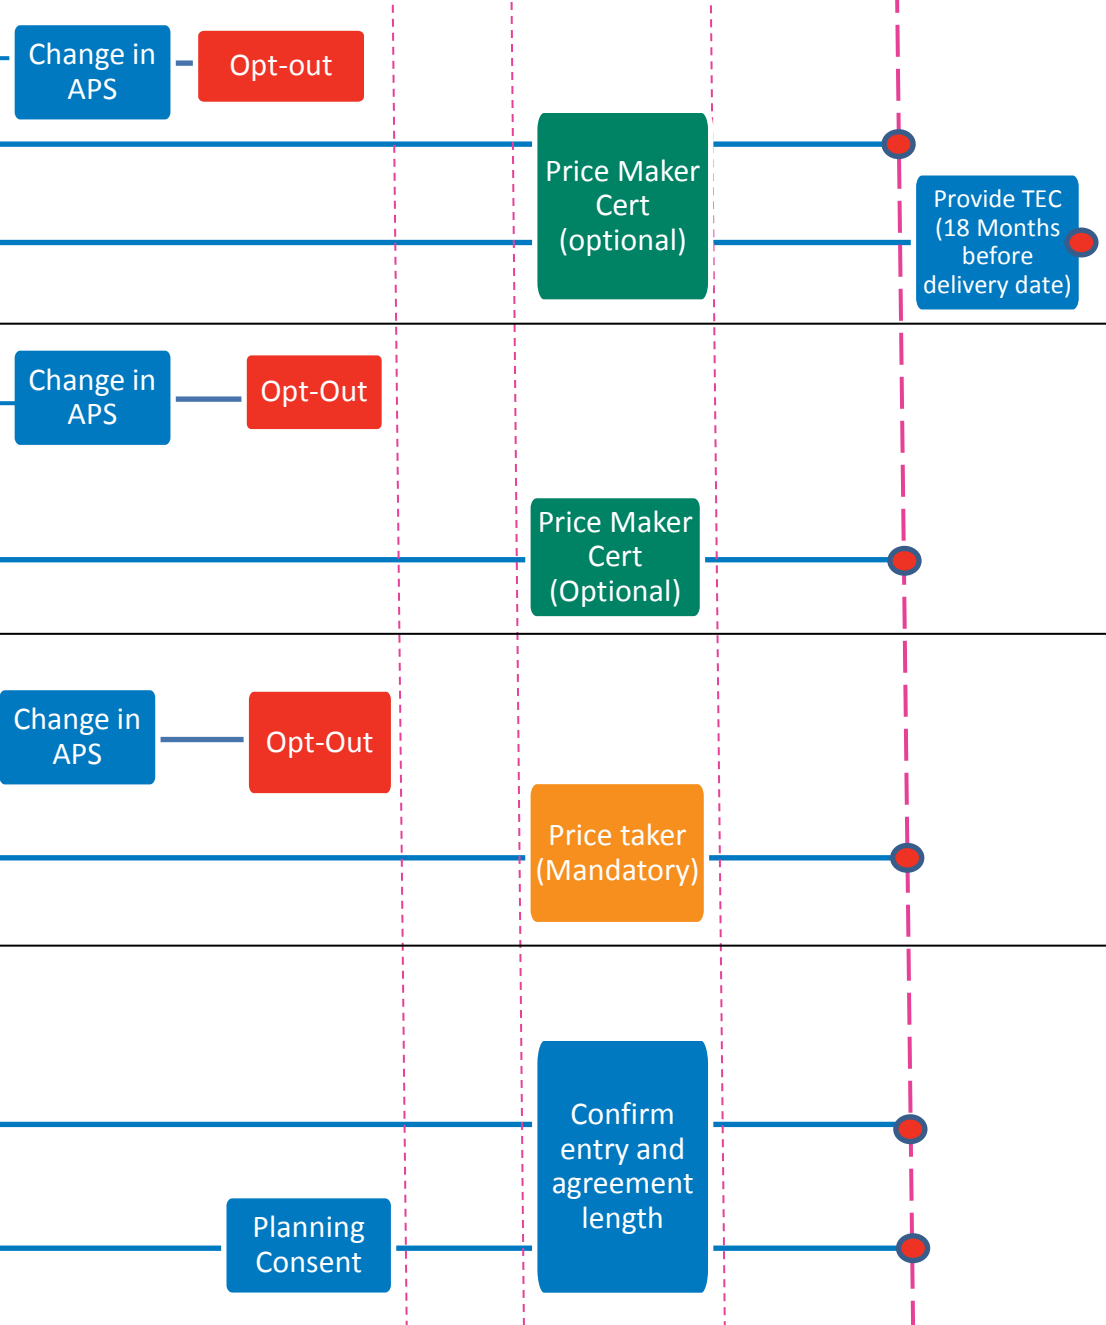 Change in
APS
Opt-out
Price Maker
Cert
(optional)
Provide TEC
(18 Months
before
delivery date)
Change in
APS
Opt-Out
Price Maker
Cert
(Optional)
Change in
APS
Opt-Out
Price taker
(Mandatory)
Confirm
entry and
agreement
length
Planning
Consent